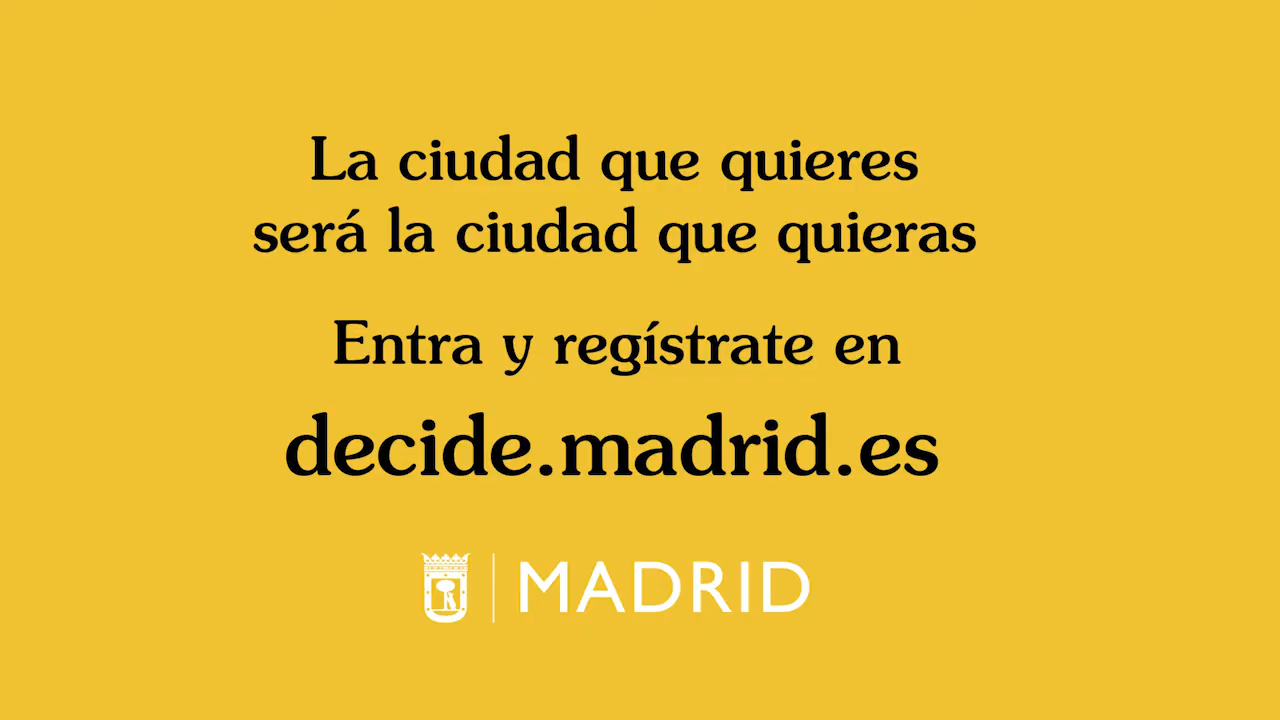 La ciudad que quieres
será la ciudad que quieras
Entra y regístrate en
decide.madrid.es
MADRID